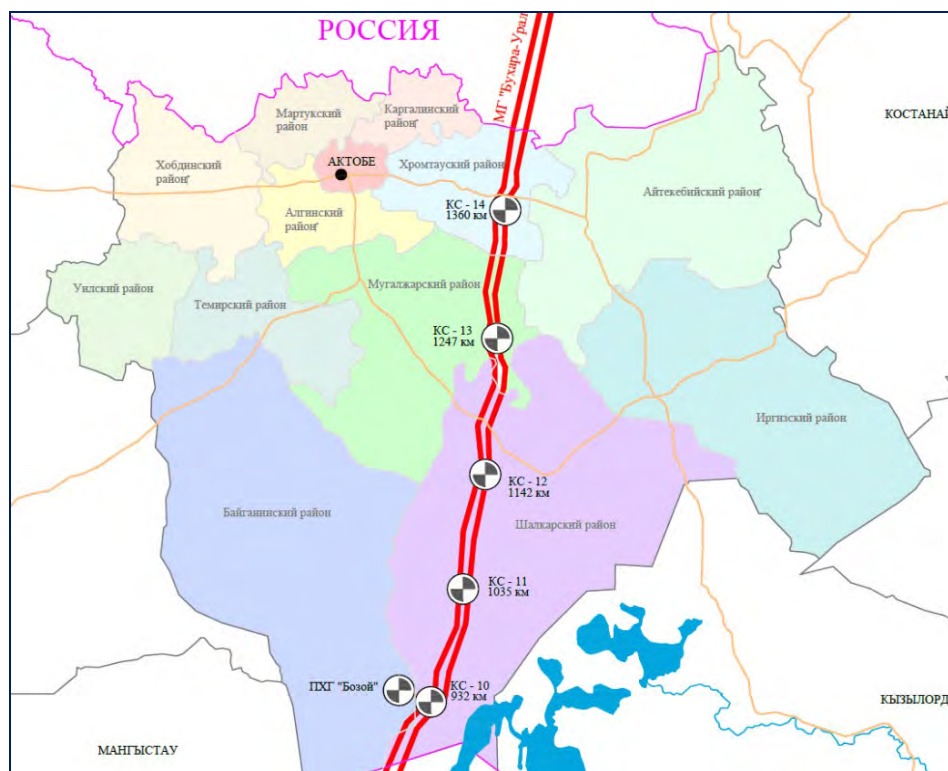 РОССИЯ
МГ "Бухара-Урал
КОСТАНАЙ
Мартукский
район
Каргалинский
район
Хобдинский
район
АКТОБЕ
Хромтауский район
Айтекебийский район
КС - 14
1360 км
Алгинский
район
Уилский район
Темирский район
Мугалжарский район
КС - 13
1247 км
Иргизский район
КС - 12
1142 км
Байганинский район
Шалкарский район
КС - 11
1035 км
ПХГ "Бозой"
КС - 10
932 км
КЫЗЫЛОРД
МАНГЫСТАУ